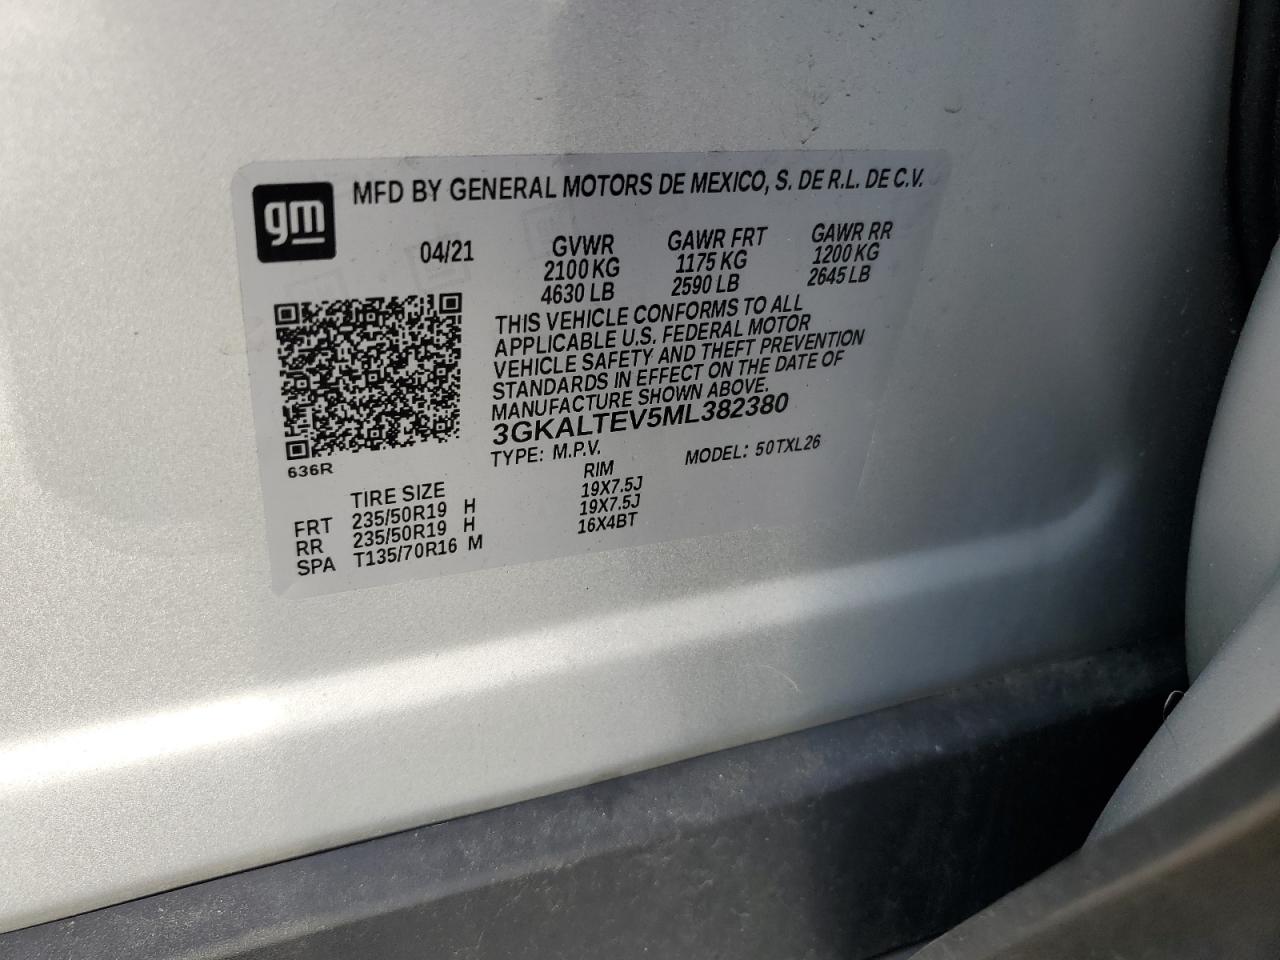 gm MFD BY GENERAL MOTORS DE MEXICO, S. DE R.L. DE C.V.
04/21 GVWR GAWR FRT GAWR RR
2100 KG 1175 KG 1200 KG
4630 LB 2590 LB 2645 LB
THIS VEHICLE CONFORMS TO ALL
APPLICABLE U.S. FEDERAL MOTOR
VEHICLE SAFETY AND THEFT PREVENTION
STANDARDS IN EFFECT ON THE DATE OF
MANUFACTURE SHOWN ABOVE.
3GKALTEV5ML382380
636R
TYPE: M.P.V. MODEL: 50TXL26
TIRE SIZE RIM
FRT 235/50R19 H 19X7.5J
RR 235/50R19 H 19X7.5J
SPA T135/70R16 M 16X4BT